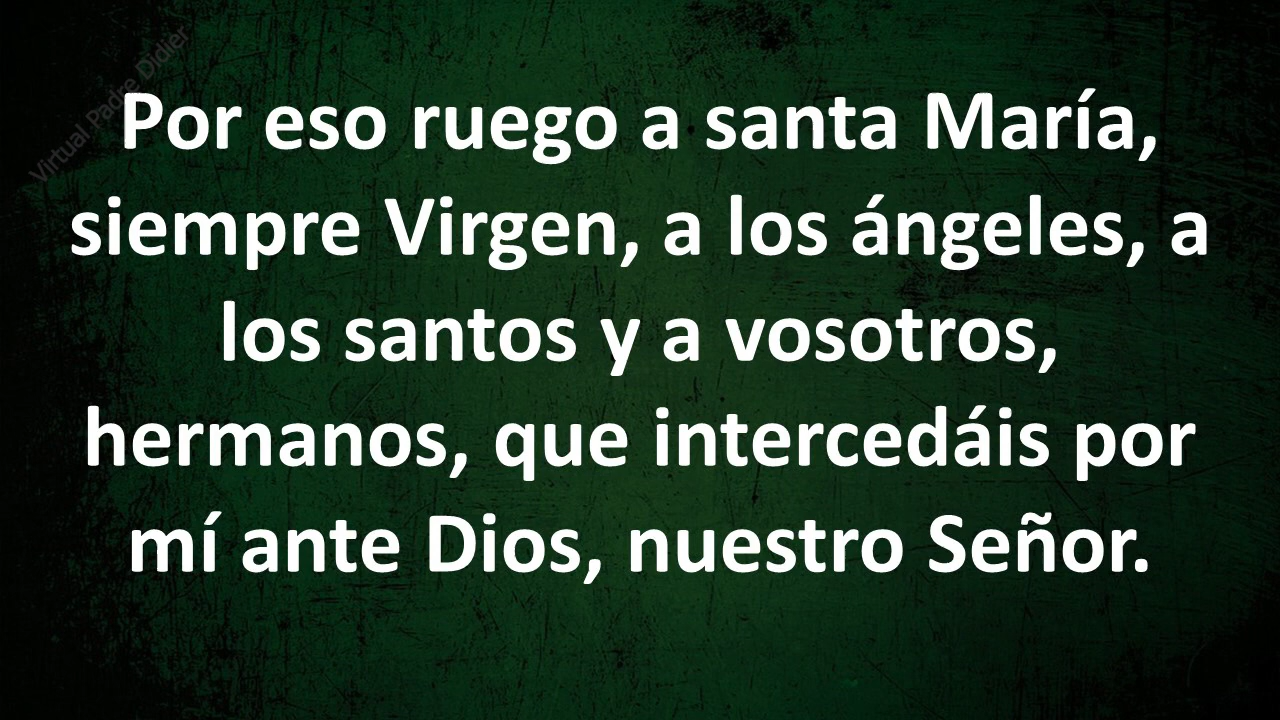 Virtual Padre Didier
Por eso ruego a santa María,
siempre Virgen, a los ángeles, a
los santos y a vosotros,
hermanos, que intercedáis por
mí ante Dios, nuestro Señor.